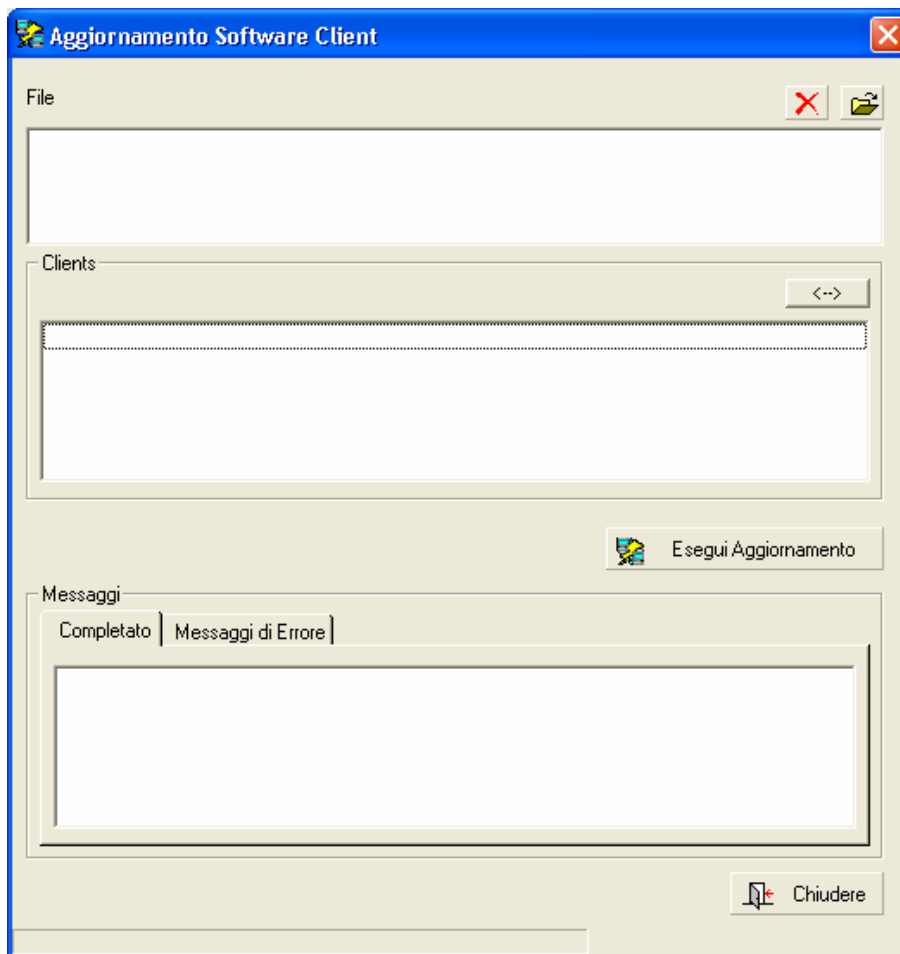 Aggiornamento Software Client
File
Clients
<-->
Esegui Aggiornamento
Messaggi
Completato Messaggi di Errore
Chiudere